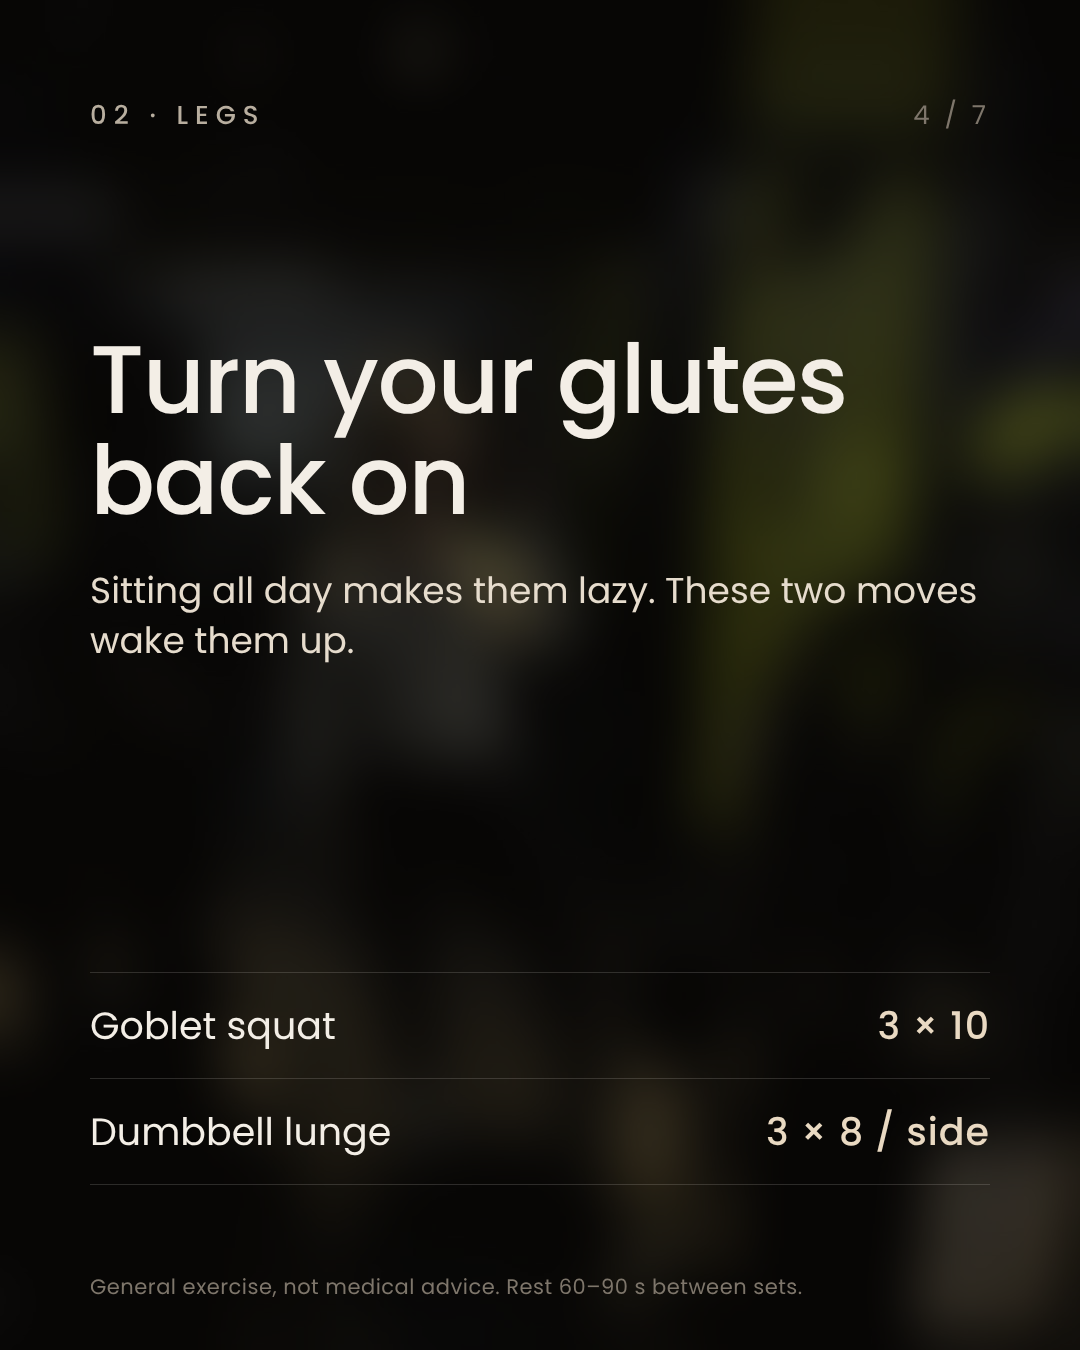 02 · LEGS
4 / 7
Turn your glutes
back on
Sitting all day makes them lazy. These two moves
wake them up.
Goblet squat
3 × 10
Dumbbell lunge
3 × 8 / side
General exercise, not medical advice. Rest 60–90 s between sets.